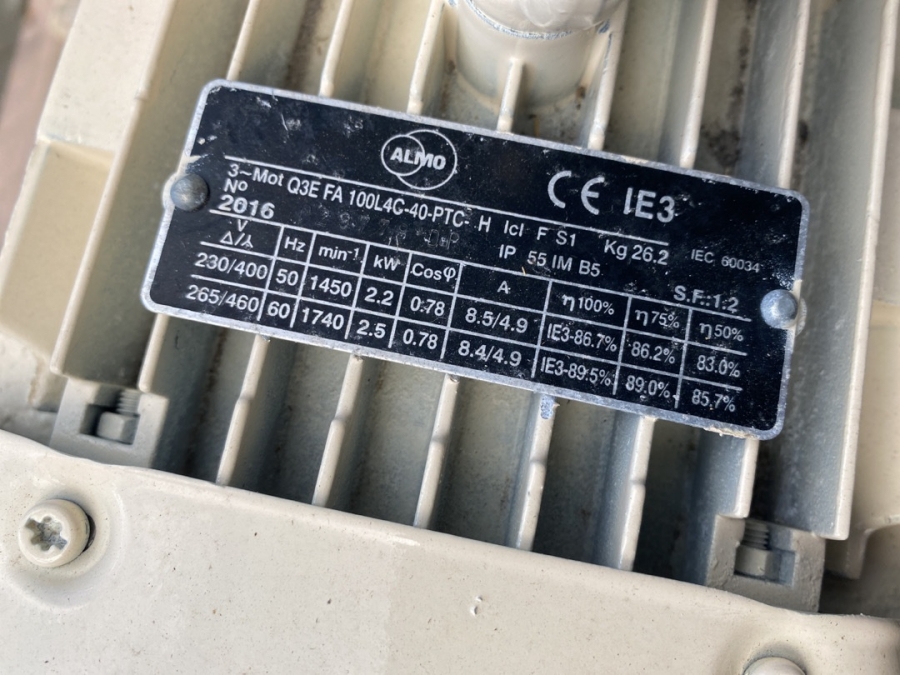 ALMO
CE IE3
3~Mot Q3E FA 100L4C-40-PTC- H Icl F S1 Kg 26.2 IEC 60034
No
2016 IP 55 IM B5 S.F.:1.2
V Δ/⅄ Hz min-1 kW Cosφ A η100% η75% η50%
230/400 50 1450 2.2 0.78 8.5/4.9 IE3-86.7% 86.2% 83.0%
265/460 60 1740 2.5 0.78 8.4/4.9 IE3-89.5% 89.0% 85.7%